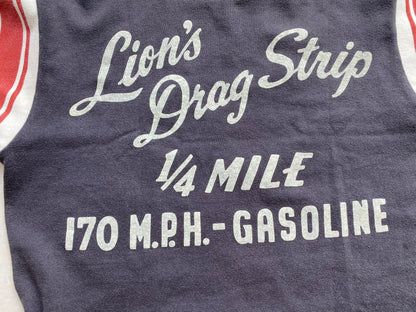 Lion's
Drag Strip
1/4 MILE
170 M.P.H.-GASOLINE